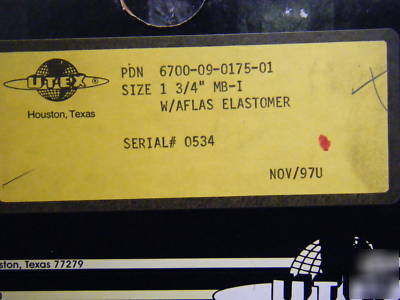 UTEX®
Houston, Texas
PDN 6700-09-0175-01
SIZE 1 3/4" MB-I
W/AFLAS ELASTOMER
SERIAL# 0534
NOV/97U
ston, Texas 77279
UTEX